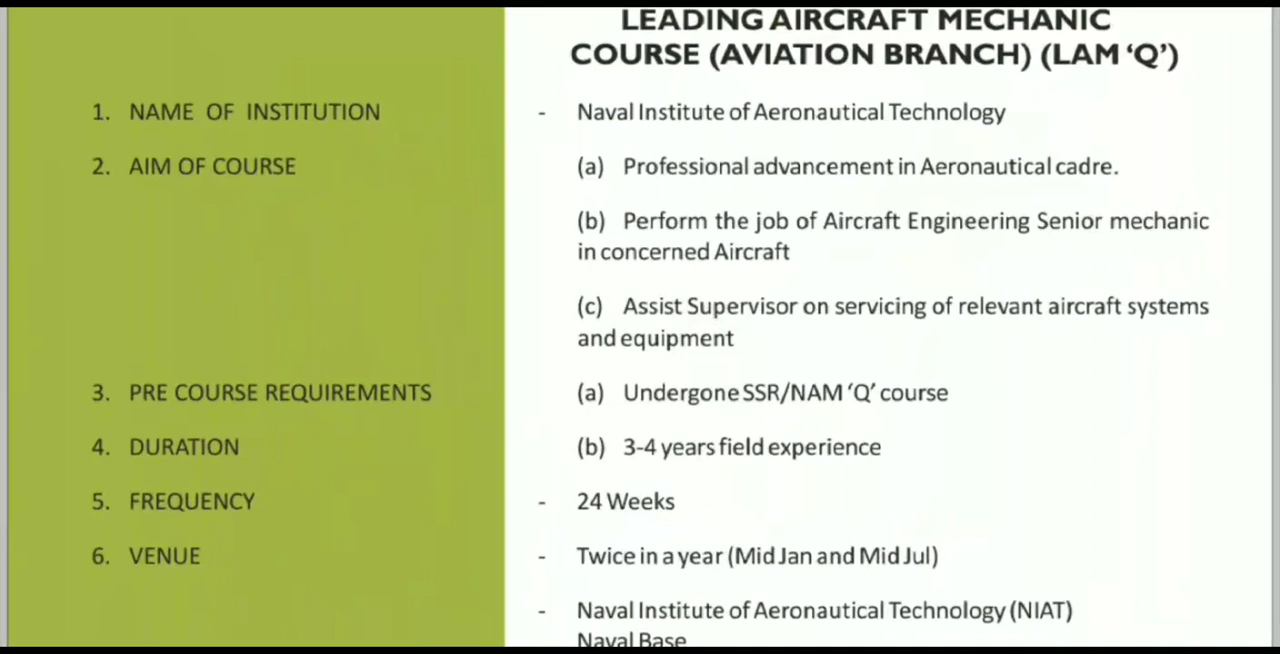 LEADING AIRCRAFT MECHANIC
COURSE (AVIATION BRANCH) (LAM ‘Q’)
1. NAME OF INSTITUTION - Naval Institute of Aeronautical Technology
2. AIM OF COURSE (a) Professional advancement in Aeronautical cadre.
(b) Perform the job of Aircraft Engineering Senior mechanic
in concerned Aircraft
(c) Assist Supervisor on servicing of relevant aircraft systems
and equipment
3. PRE COURSE REQUIREMENTS (a) Undergone SSR/NAM ‘Q’ course
4. DURATION (b) 3-4 years field experience
5. FREQUENCY - 24 Weeks
6. VENUE - Twice in a year (Mid Jan and Mid Jul)
- Naval Institute of Aeronautical Technology (NIAT)
Naval Base